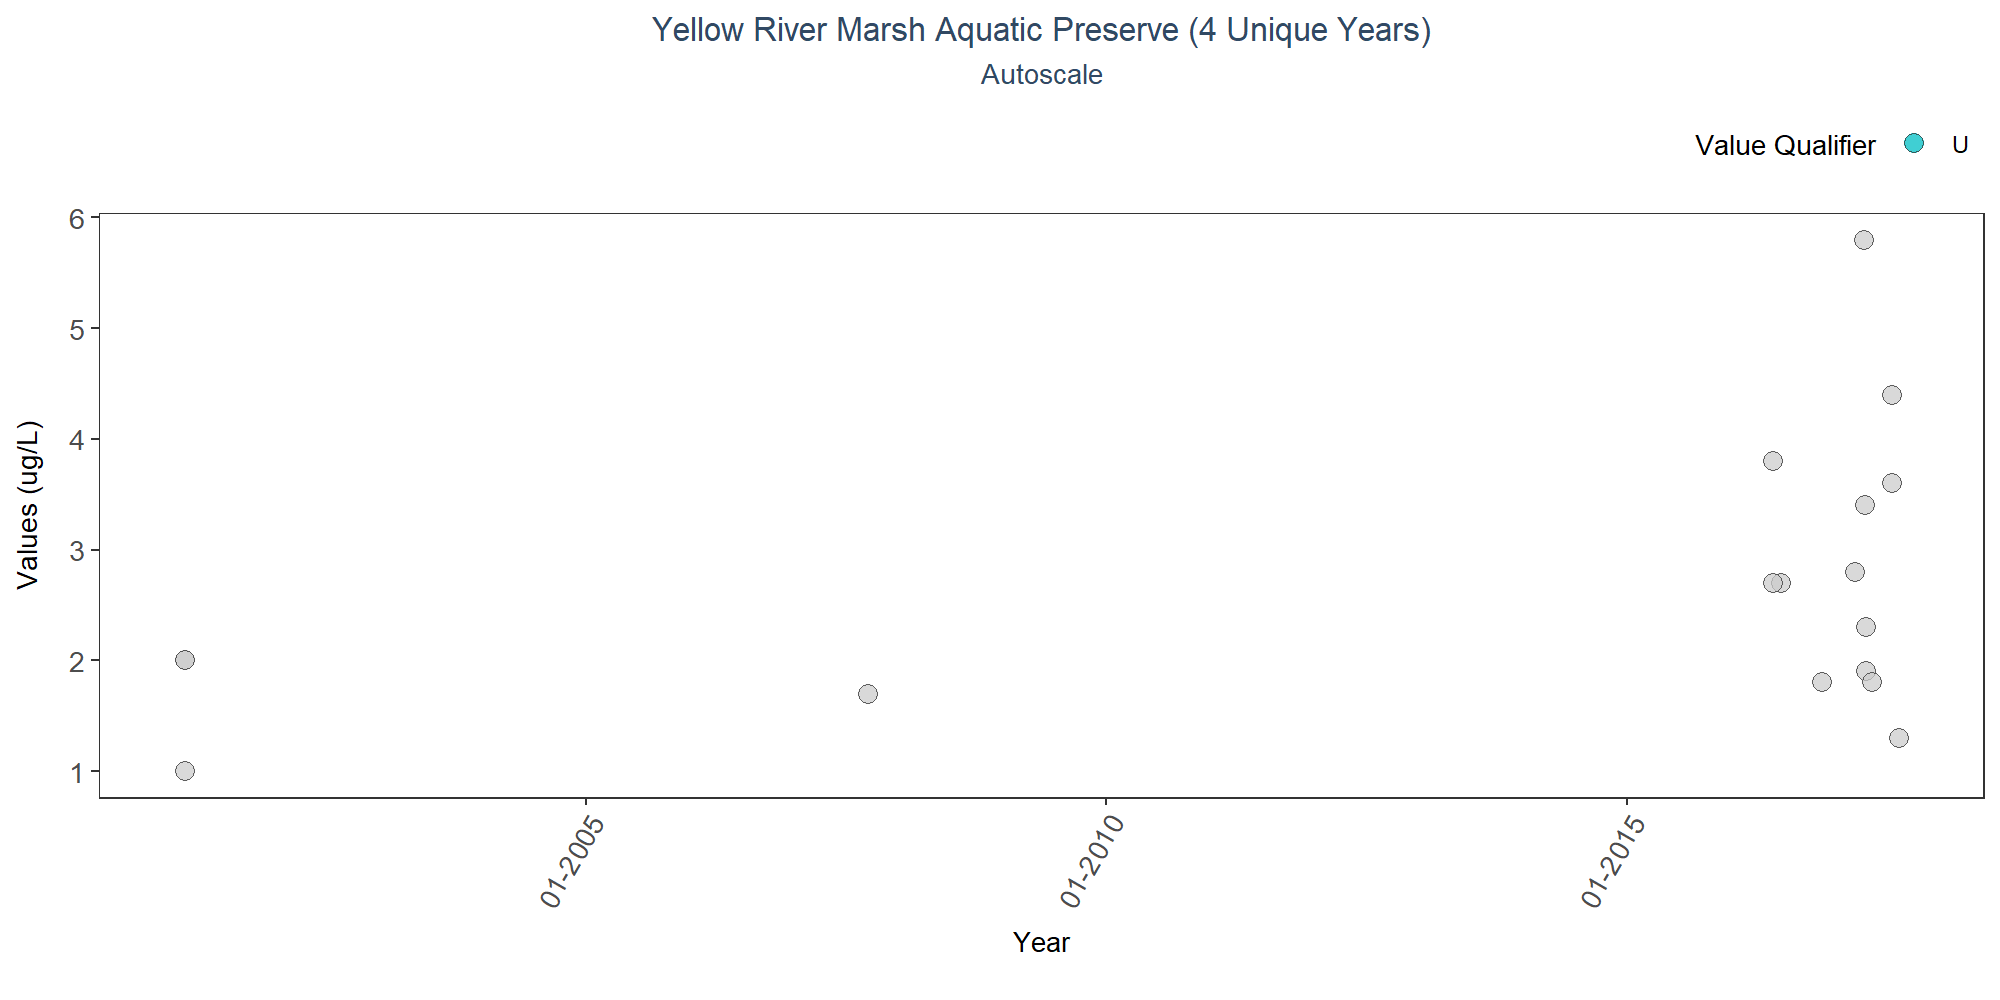 Yellow River Marsh Aquatic Preserve (4 Unique Years)
Autoscale
Value Qualifier U
6
5
4
3
2
1
Values (ug/L)
01-2005
01-2010
01-2015
Year